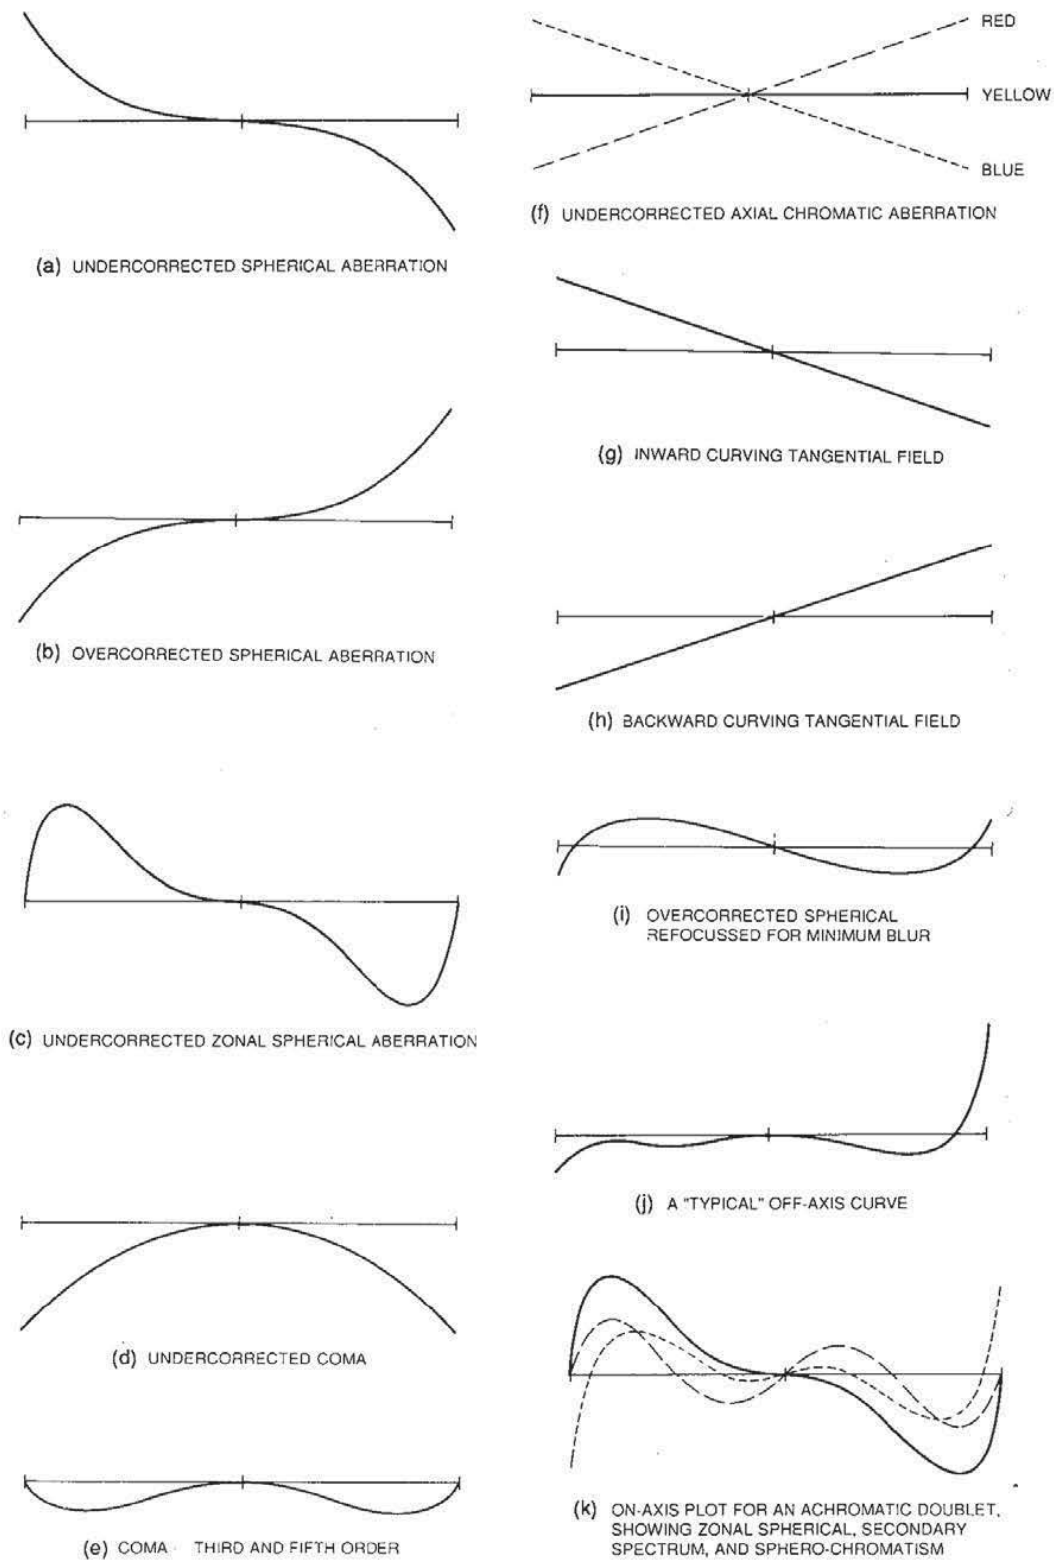 (a) UNDERCORRECTED SPHERICAL ABERRATION
(b) OVERCORRECTED SPHERICAL ABERRATION
(c) UNDERCORRECTED ZONAL SPHERICAL ABERRATION
(d) UNDERCORRECTED COMA
(e) COMA - THIRD AND FIFTH ORDER
RED
YELLOW
BLUE
(f) UNDERCORRECTED AXIAL CHROMATIC ABERRATION
(g) INWARD CURVING TANGENTIAL FIELD
(h) BACKWARD CURVING TANGENTIAL FIELD
(i) OVERCORRECTED SPHERICAL
REFOCUSSED FOR MINIMUM BLUR
(j) A "TYPICAL" OFF-AXIS CURVE
(k) ON-AXIS PLOT FOR AN ACHROMATIC DOUBLET,
SHOWING ZONAL SPHERICAL, SECONDARY
SPECTRUM, AND SPHERO-CHROMATISM